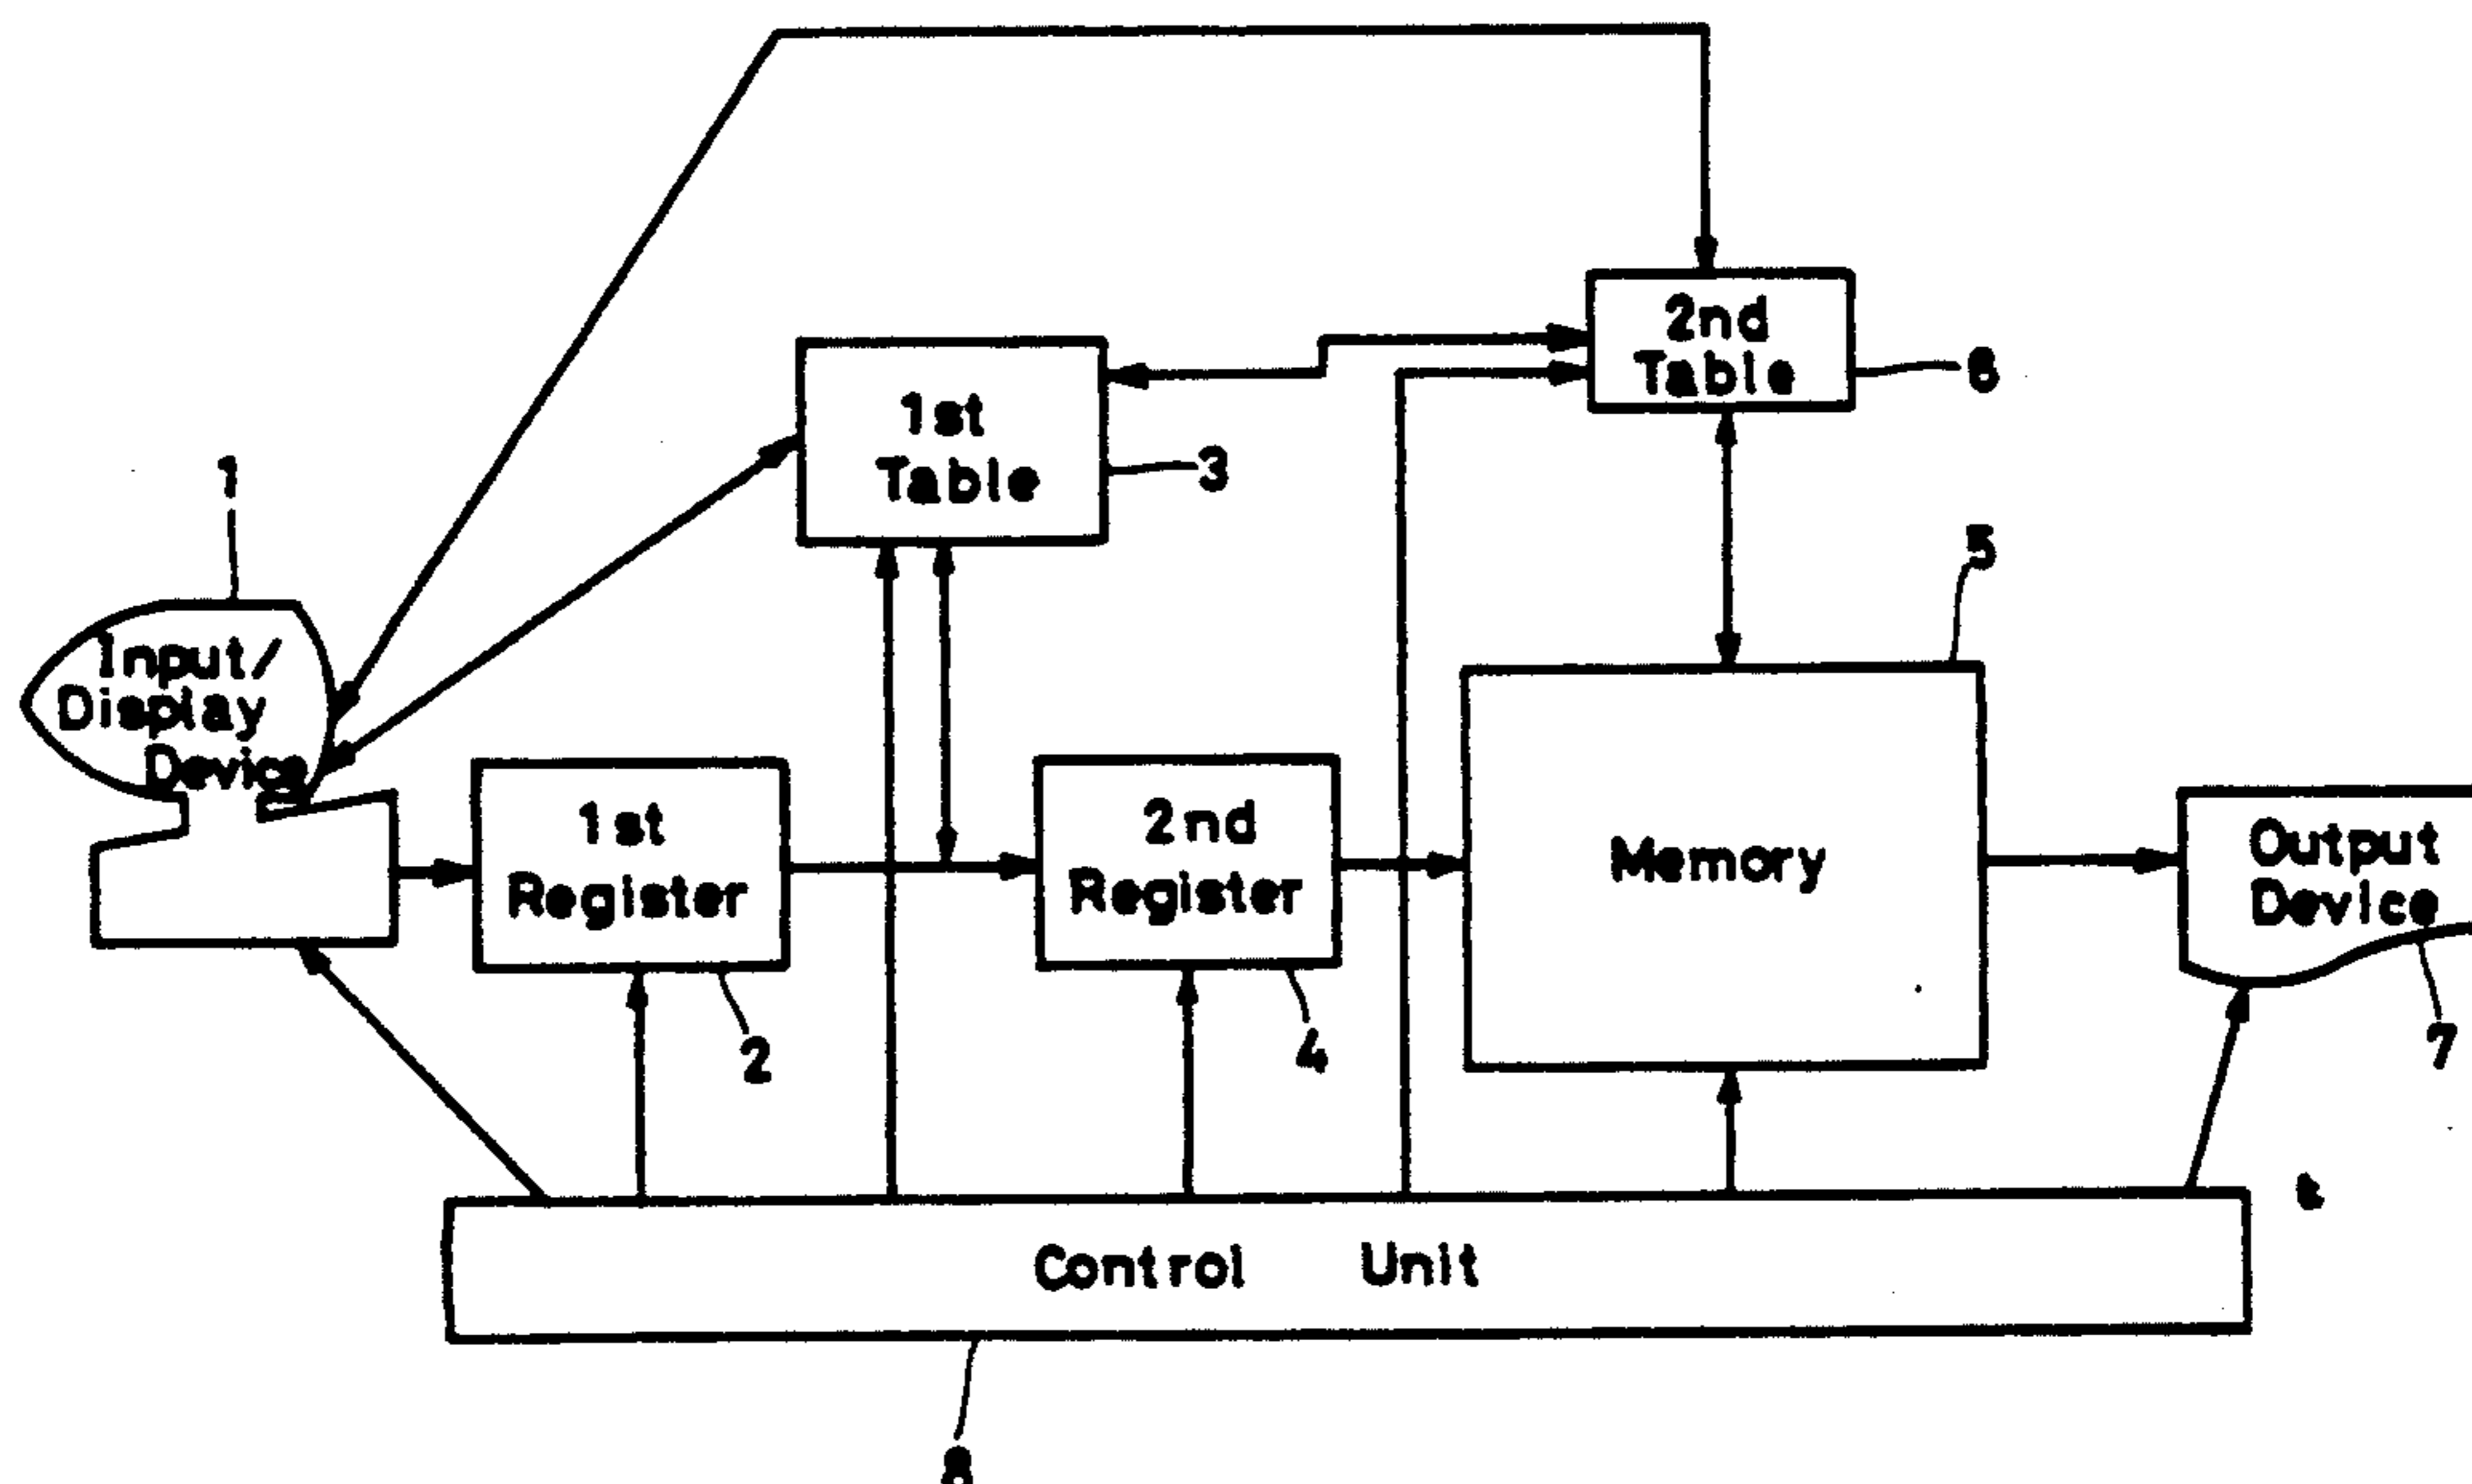 2nd
Table
6
1st
Table
3
1
5
Input/
Display
Device
1st
Register
2nd
Register
Memory
Output
Device
2
4
7
Control Unit
8